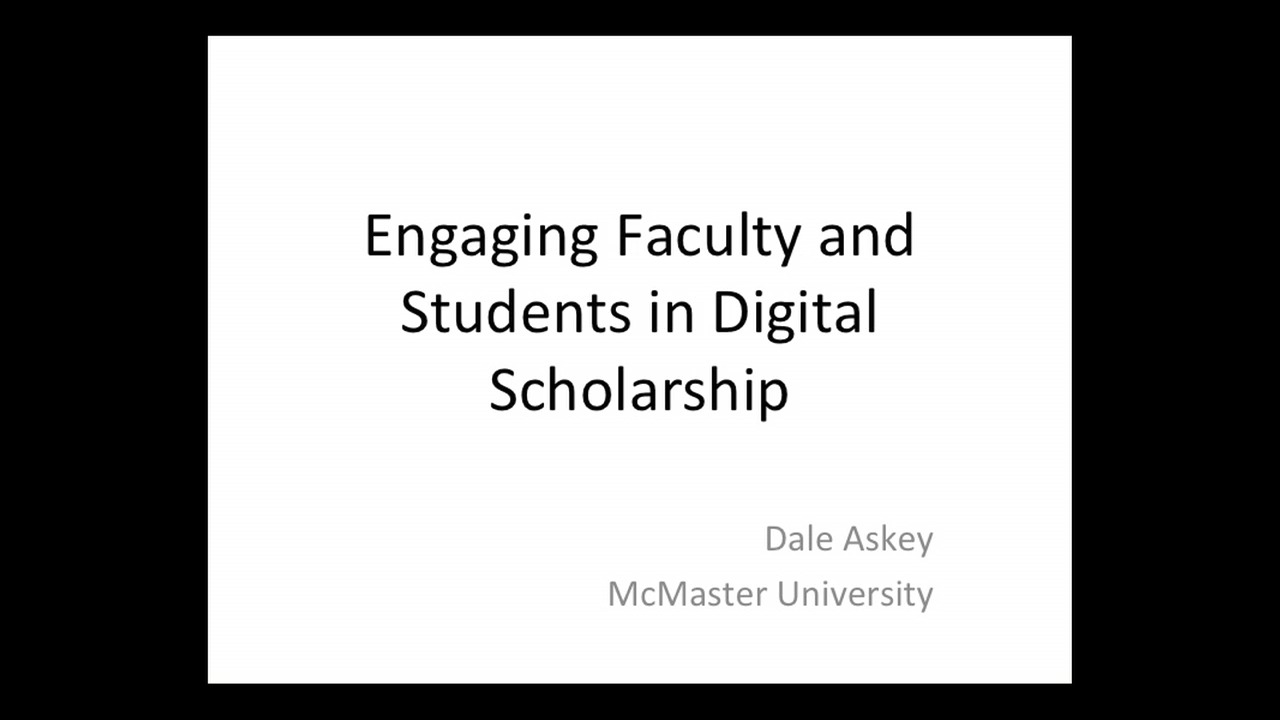 Engaging Faculty and
Students in Digital
Scholarship
Dale Askey
McMaster University